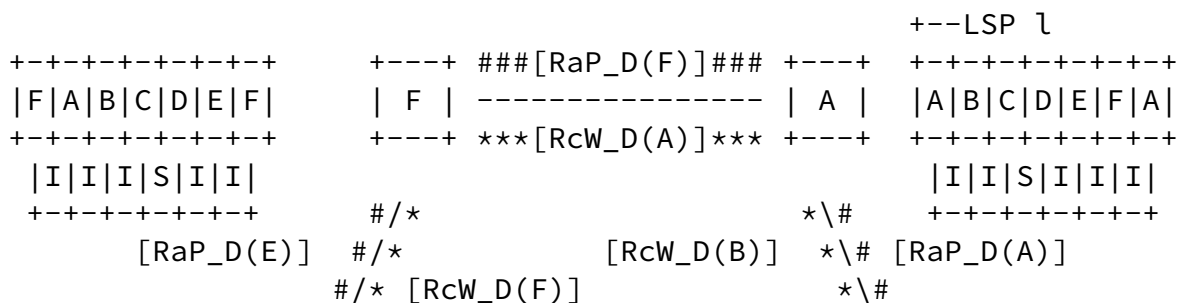 +--LSP l
+-+-+-+-+-+-+-+ +---+ ###[RaP_D(F)]### +---+ +-+-+-+-+-+-+-+
|F|A|B|C|D|E|F| | F | ---------------- | A | |A|B|C|D|E|F|A|
+-+-+-+-+-+-+-+ +---+ ***[RcW_D(A)]*** +---+ +-+-+-+-+-+-+-+
|I|I|I|S|I|I| |I|I|S|I|I|I|
+-+-+-+-+-+-+ #/* *\# +-+-+-+-+-+-+
[RaP_D(E)] #/* [RcW_D(B)] *\# [RaP_D(A)]
#/* [RcW_D(F)] *\#